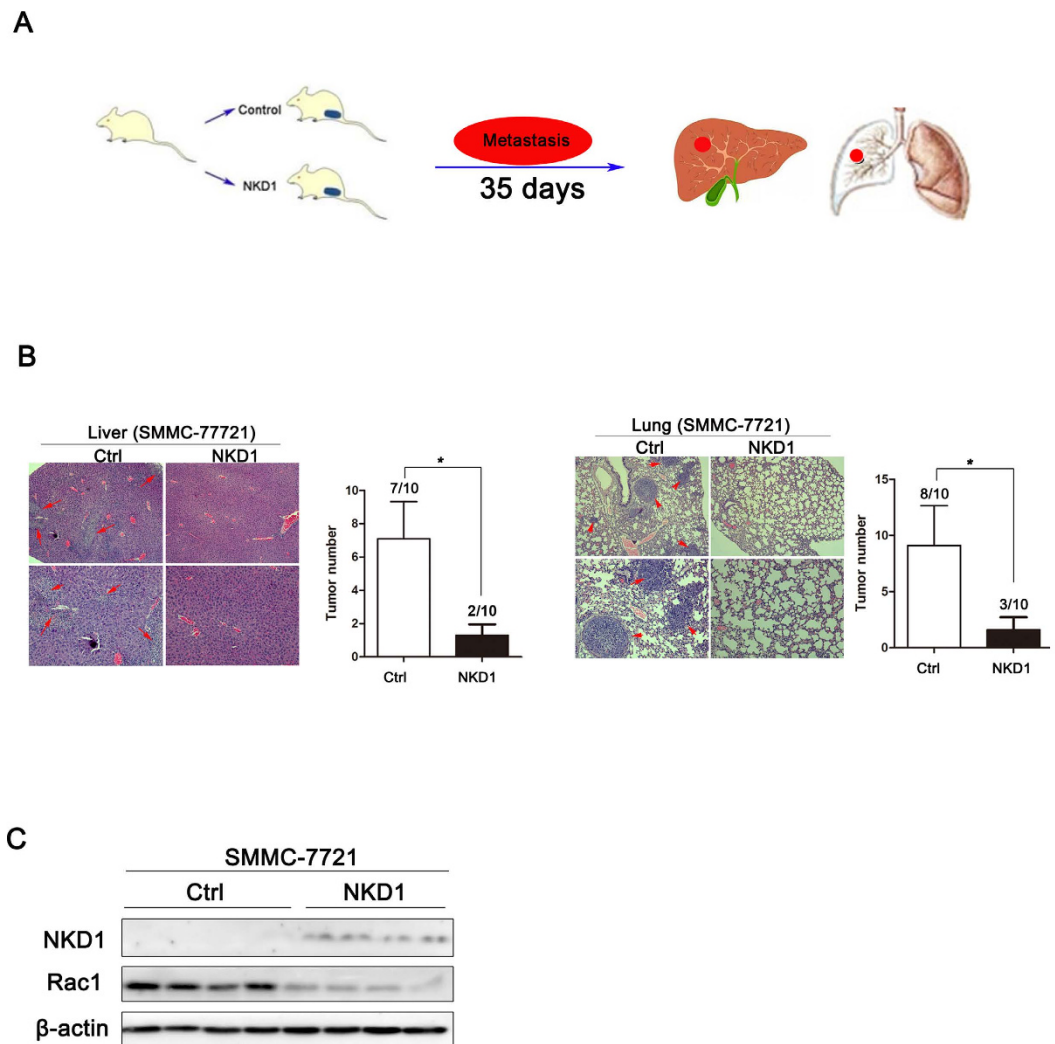 A
Control
NKD1
Metastasis
35 days
B
Liver (SMMC-77721)
Ctrl NKD1
Tumor number
10
8
6
4
2
0
7/10
*
2/10
Ctrl NKD1
Lung (SMMC-7721)
Ctrl NKD1
Tumor number
15
10
5
0
8/10
*
3/10
Ctrl NKD1
C
SMMC-7721
Ctrl NKD1
NKD1
Rac1
β-actin